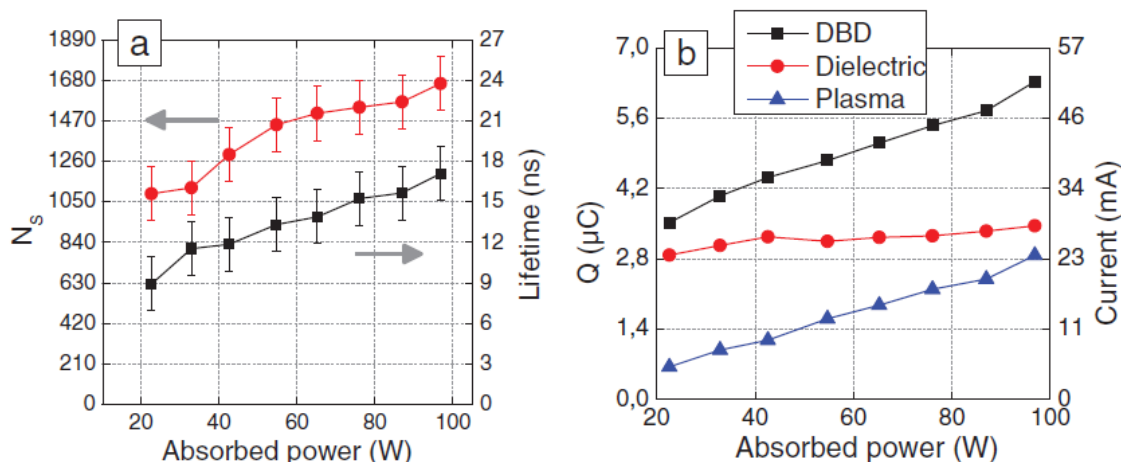 a
1890
1680
1470
1260
1050
840
630
420
210
0
N_s
27
24
21
18
15
12
9
6
3
0
Lifetime (ns)
20 40 60 80 100
Absorbed power (W)
b
DBD
Dielectric
Plasma
7,0
5,6
4,2
2,8
1,4
0,0
Q (µC)
57
46
34
23
11
0
Current (mA)
20 40 60 80 100
Absorbed power (W)